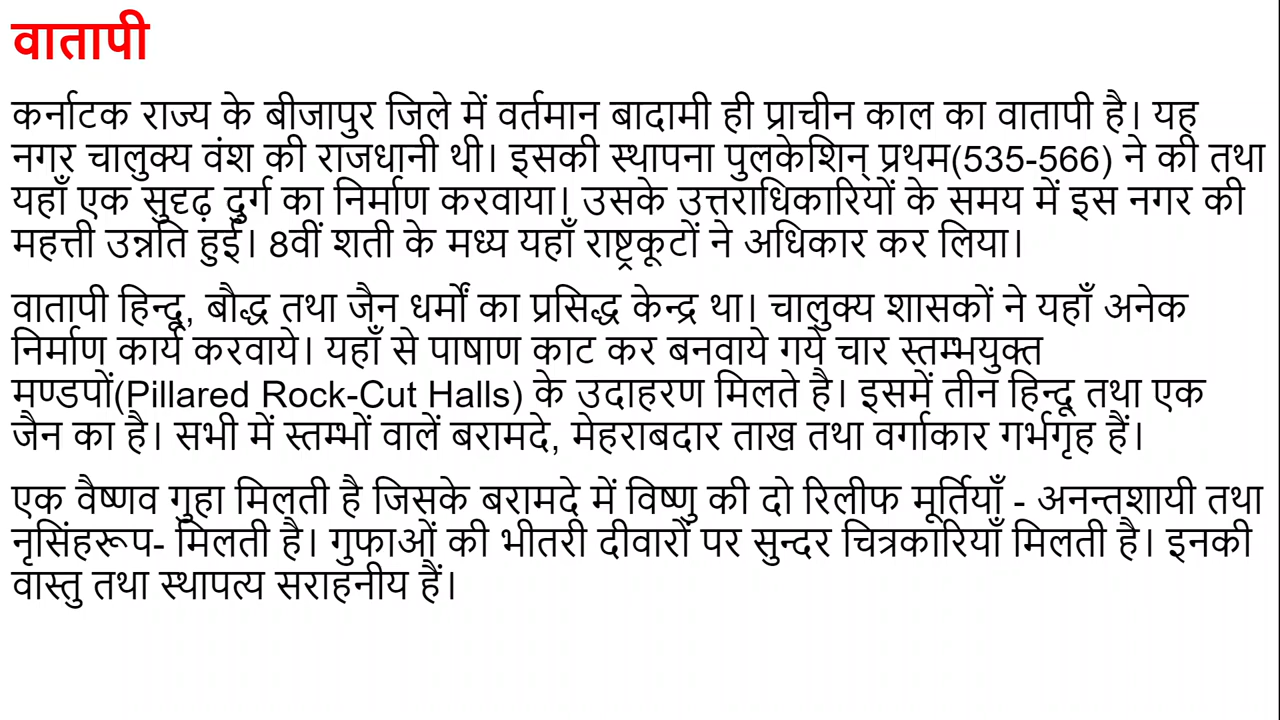 वातापी
कर्नाटक राज्य के बीजापुर जिले में वर्तमान बादामी ही प्राचीन काल का वातापी है। यह
नगर चालुक्य वंश की राजधानी थी। इसकी स्थापना पुलकेशिन् प्रथम(535-566) ने की तथा
यहाँ एक सुदृढ़ दुर्ग का निर्माण करवाया। उसके उत्तराधिकारियों के समय में इस नगर की
महत्ती उन्नति हुई। 8वीं शती के मध्य यहाँ राष्ट्रकूटों ने अधिकार कर लिया।
वातापी हिन्दू, बौद्ध तथा जैन धर्मों का प्रसिद्ध केन्द्र था। चालुक्य शासकों ने यहाँ अनेक
निर्माण कार्य करवाये। यहाँ से पाषाण काट कर बनवाये गये चार स्तम्भयुक्त
मण्डपों(Pillared Rock-Cut Halls) के उदाहरण मिलते है। इसमें तीन हिन्दू तथा एक
जैन का है। सभी में स्तम्भों वालें बरामदे, मेहराबदार ताख तथा वर्गाकार गर्भगृह हैं।
एक वैष्णव गुहा मिलती है जिसके बरामदे में विष्णु की दो रिलीफ मूर्तियाँ - अनन्तशायी तथा
नृसिंहरूप- मिलती है। गुफाओं की भीतरी दीवारों पर सुन्दर चित्रकारियाँ मिलती है। इनकी
वास्तु तथा स्थापत्य सराहनीय हैं।